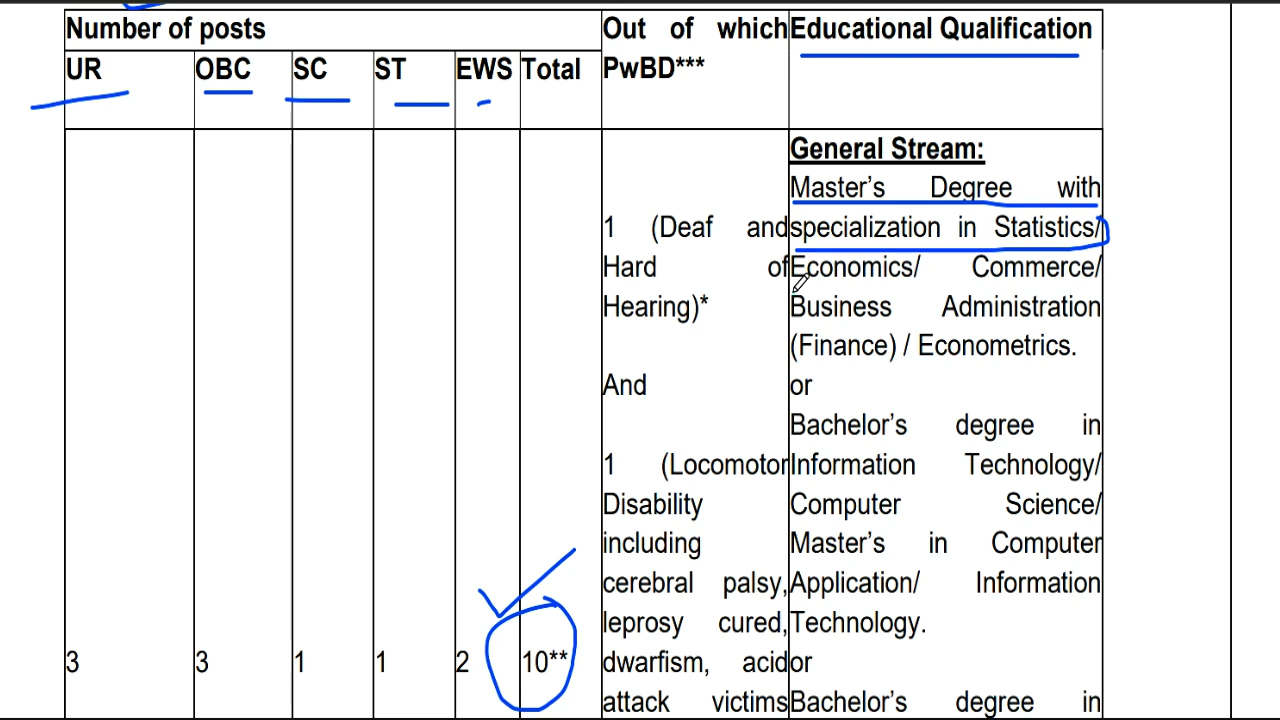 Number of posts
UR OBC SC ST EWS Total
3 3 1 1 2 10**
Out of which
PwBD***
1 (Deaf and
Hard of
Hearing)*
And
1 (Locomotor
Disability
including
cerebral palsy,
leprosy cured,
dwarfism, acid
attack victims
Educational Qualification
General Stream:
Master's Degree with
specialization in Statistics/
Economics/ Commerce/
Business Administration
(Finance) / Econometrics.
or
Bachelor's degree in
Information Technology/
Computer Science/
Master's in Computer
Application/ Information
Technology.
or
Bachelor's degree in